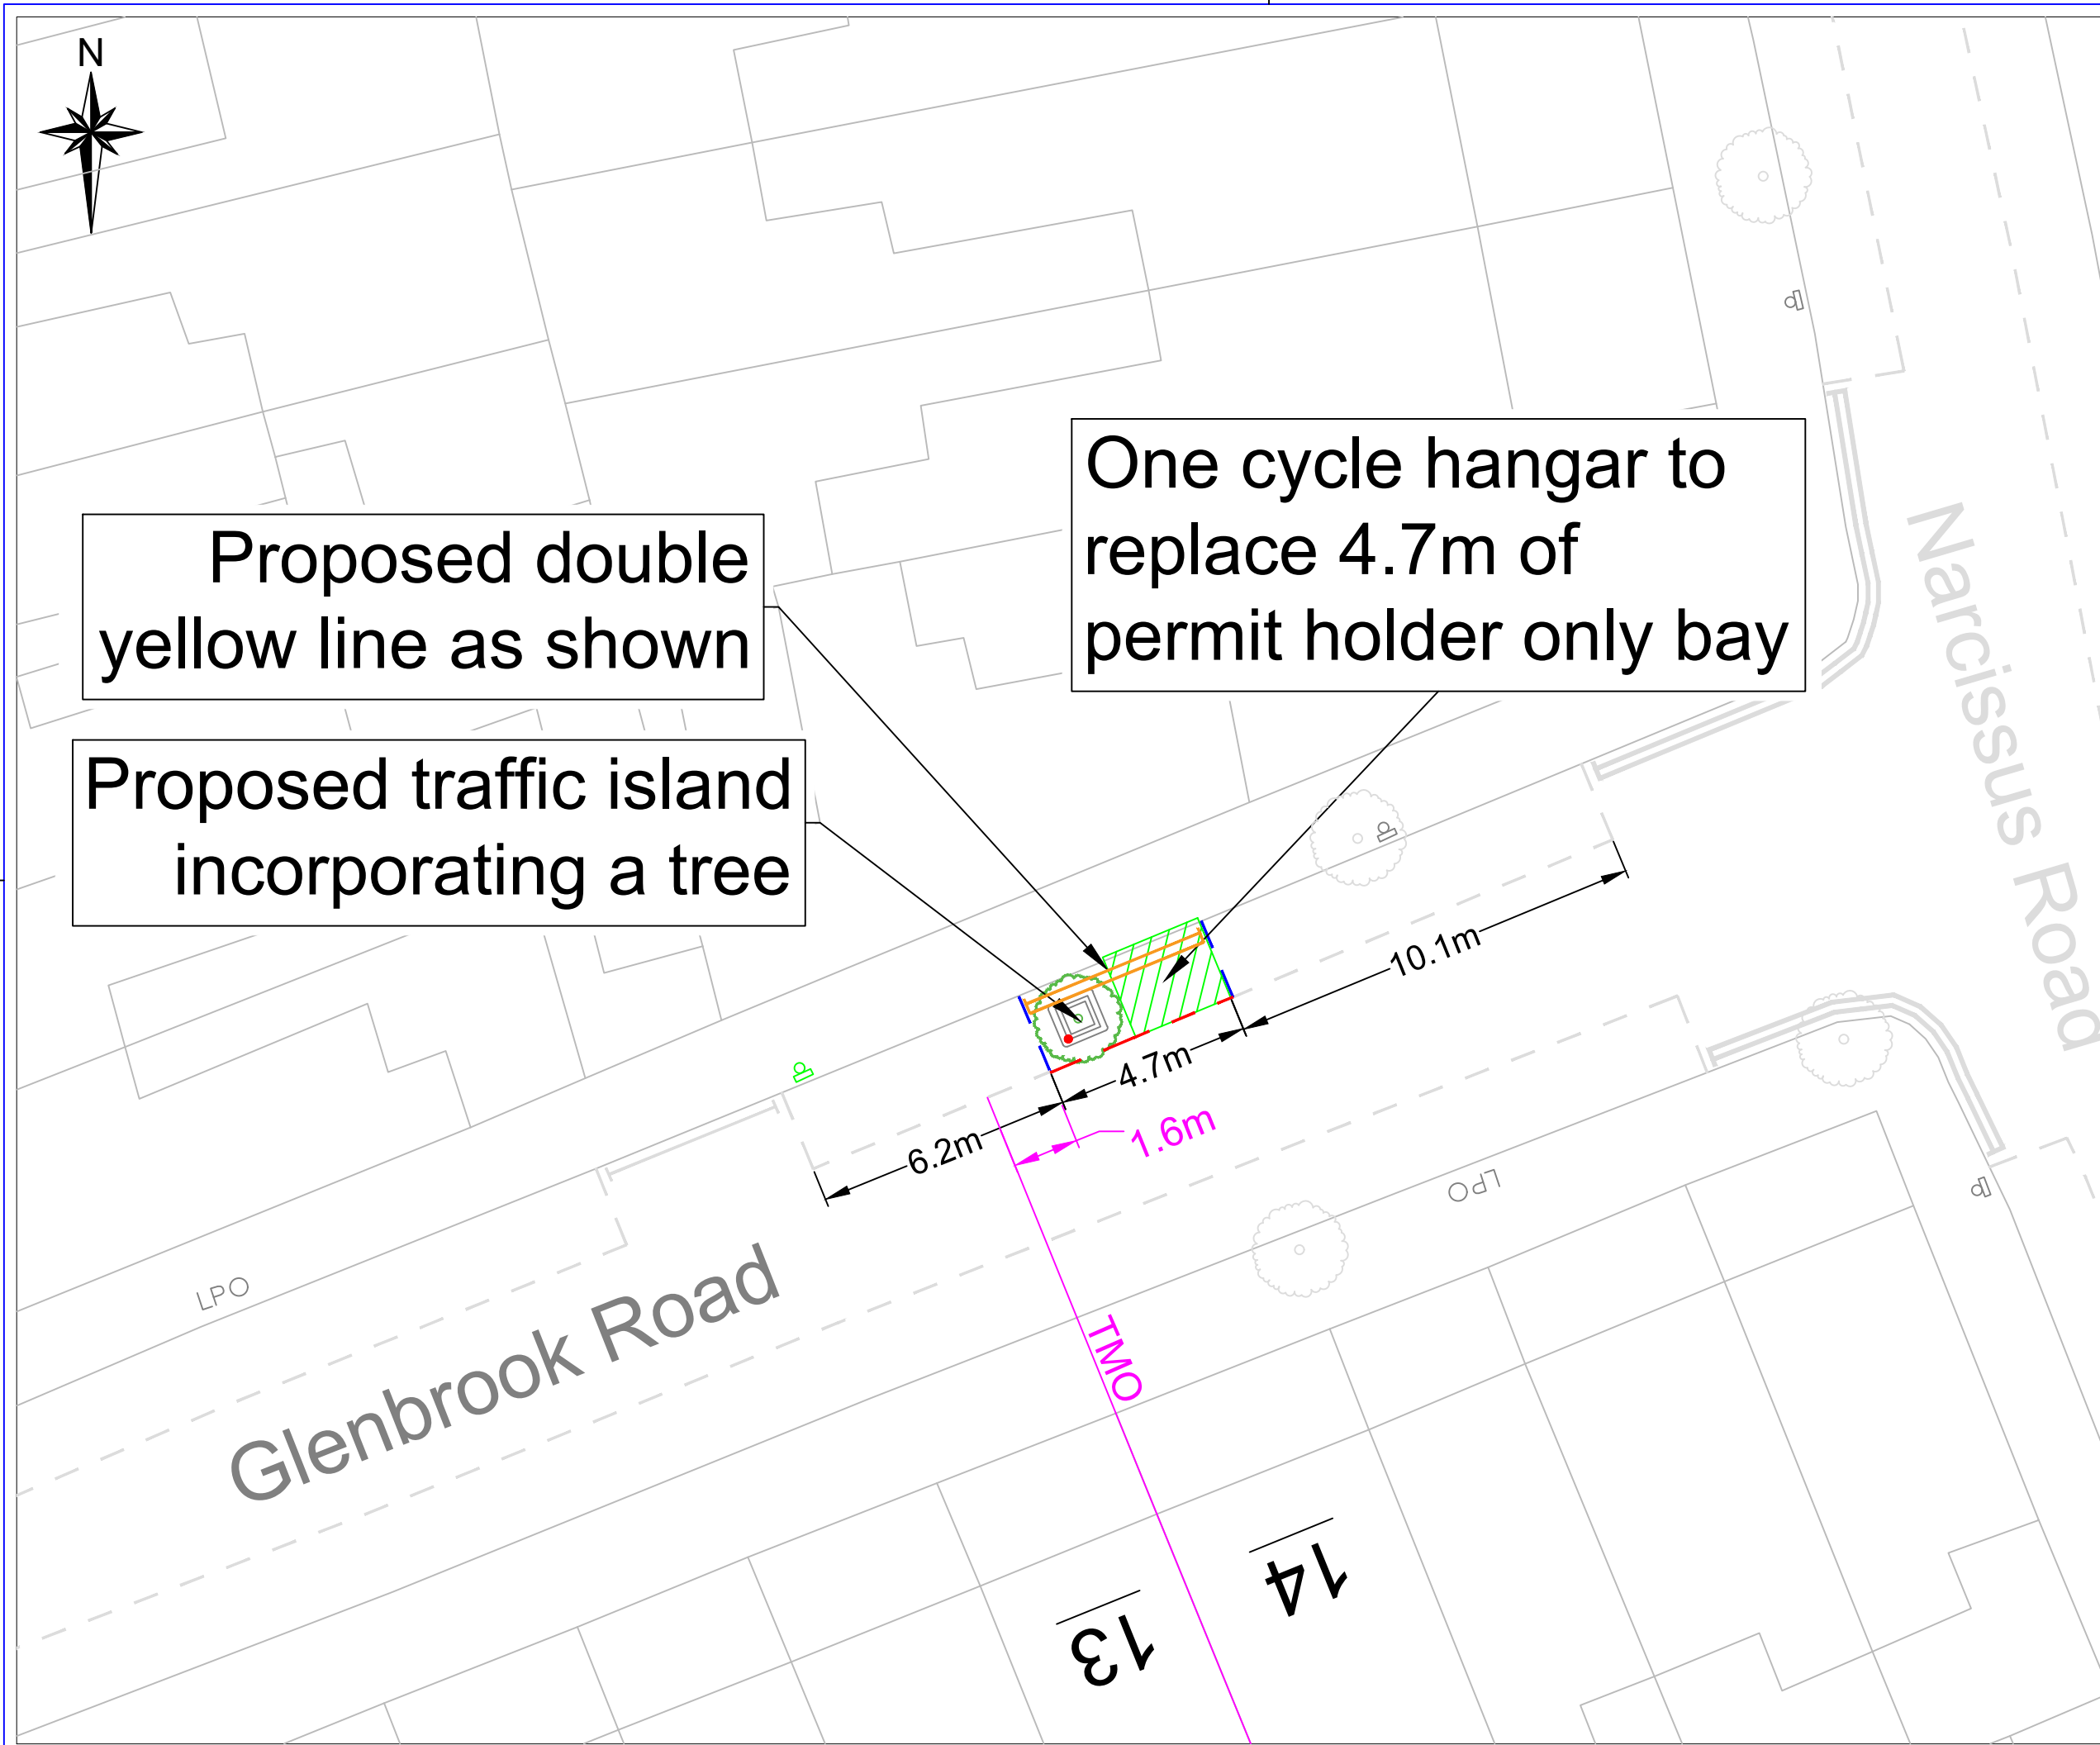 N
One cycle hangar to
replace 4.7m of
permit holder only bay
Proposed double
yellow line as shown
Proposed traffic island
incorporating a tree
Narcissus Road
10.1m
4.7m
6.2m
1.6m
LPO
LPO
TMO
Glenbrook Road
14
13